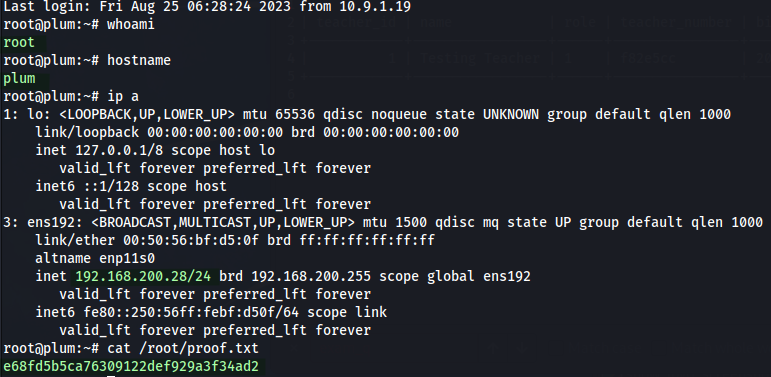 Last login: Fri Aug 25 06:28:24 2023 from 10.9.1.19
root@plum:~# whoami
root
root@plum:~# hostname
plum
root@plum:~# ip a
1: lo: <LOOPBACK,UP,LOWER_UP> mtu 65536 qdisc noqueue state UNKNOWN group default qlen 1000
    link/loopback 00:00:00:00:00:00 brd 00:00:00:00:00:00
    inet 127.0.0.1/8 scope host lo
       valid_lft forever preferred_lft forever
    inet6 ::1/128 scope host
       valid_lft forever preferred_lft forever
3: ens192: <BROADCAST,MULTICAST,UP,LOWER_UP> mtu 1500 qdisc mq state UP group default qlen 1000
    link/ether 00:50:56:bf:d5:0f brd ff:ff:ff:ff:ff:ff
    altname enp11s0
    inet 192.168.200.28/24 brd 192.168.200.255 scope global ens192
       valid_lft forever preferred_lft forever
    inet6 fe80::250:56ff:febf:d50f/64 scope link
       valid_lft forever preferred_lft forever
root@plum:~# cat /root/proof.txt
e68fd5b5ca76309122def929a3f34ad2